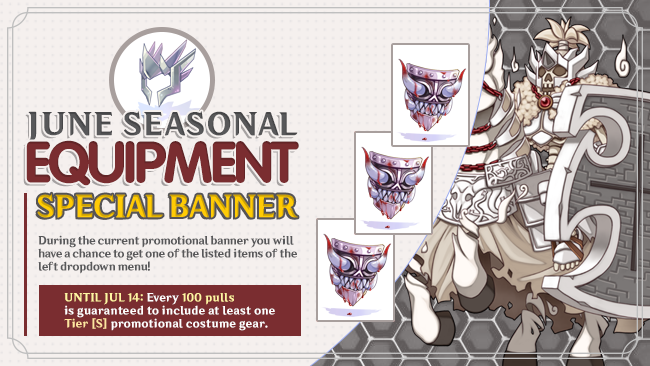 JUNE SEASONAL
EQUIPMENT
SPECIAL BANNER
During the current promotional banner you will
have a chance to get one of the listed items of the
left dropdown menu!
UNTIL JUL 14: Every 100 pulls
is guaranteed to include at least one
Tier [S] promotional costume gear.